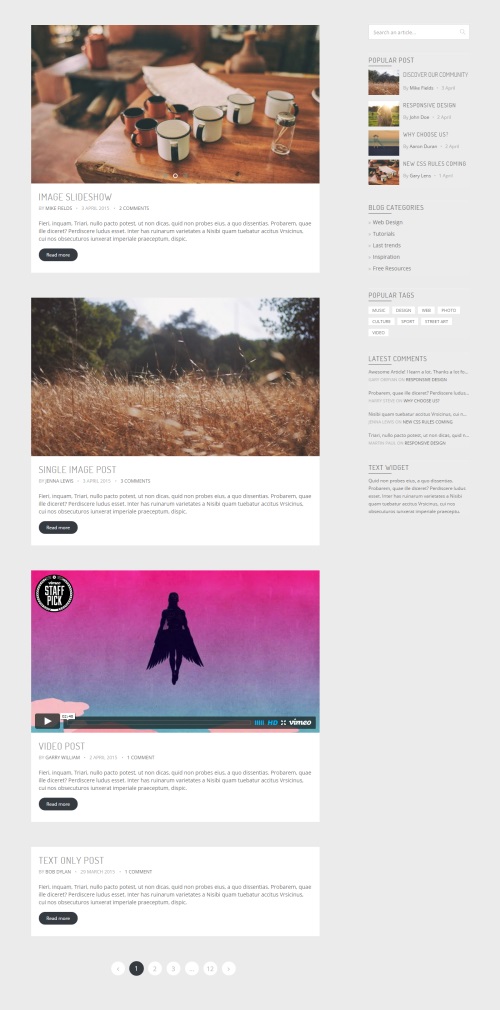 IMAGE SLIDESHOW
BY MIKE FIELDS • 3 APRIL 2015 • 2 COMMENTS
Fieri, inquam, Triari, nullo pacto potest, ut non dicas, quid non probes eius, a quo dissentias. Probarem, quae
ille diceret? Perdiscere ludus esset. Inter has ruinarum varietates a Nisibi quam tuebatur accitus Vrsicinus,
cui nos obsecuturos iunxerat imperiale praeceptum, dispic.
Read more
SINGLE IMAGE POST
BY JENNA LEWIS • 3 APRIL 2015 • 3 COMMENTS
Fieri, inquam, Triari, nullo pacto potest, ut non dicas, quid non probes eius, a quo dissentias. Probarem, quae
ille diceret? Perdiscere ludus esset. Inter has ruinarum varietates a Nisibi quam tuebatur accitus Vrsicinus,
cui nos obsecuturos iunxerat imperiale praeceptum, dispic.
Read more
vimeo
STAFF
PICK
02:48
HD vimeo
VIDEO POST
BY GARRY WILLIAM • 2 APRIL 2015 • 1 COMMENT
Fieri, inquam, Triari, nullo pacto potest, ut non dicas, quid non probes eius, a quo dissentias. Probarem, quae
ille diceret? Perdiscere ludus esset. Inter has ruinarum varietates a Nisibi quam tuebatur accitus Vrsicinus,
cui nos obsecuturos iunxerat imperiale praeceptum, dispic.
Read more
TEXT ONLY POST
BY BOB DYLAN • 29 MARCH 2015 • 1 COMMENT
Fieri, inquam, Triari, nullo pacto potest, ut non dicas, quid non probes eius, a quo dissentias. Probarem, quae
ille diceret? Perdiscere ludus esset. Inter has ruinarum varietates a Nisibi quam tuebatur accitus Vrsicinus,
cui nos obsecuturos iunxerat imperiale praeceptum, dispic.
Read more
‹ 1 2 3 ... 12 ›
Search an article...
POPULAR POST
DISCOVER OUR COMMUNITY
By Mike Fields • 3 April
RESPONSIVE DESIGN
By John Doe • 2 April
WHY CHOOSE US?
By Aaron Duran • 2 April
NEW CSS RULES COMING
By Gary Lens • 1 April
BLOG CATEGORIES
Web Design
Tutorials
Last trends
Inspiration
Free Resources
POPULAR TAGS
MUSIC DESIGN WEB PHOTO
CULTURE SPORT STREET ART
VIDEO
LATEST COMMENTS
Awesome Article! I learn a lot. Thanks a lot fo...
ON RESPONSIVE DESIGN
Probarem, quae ille diceret? Perdiscere ludus...
ON WHY CHOOSE US?
Nisibi quam tuebatur accitus Vrsicinus, cui n...
JENNA LEWIS ON NEW CSS RULES COMING
Triari, nullo pacto potest, ut non dicas, quid n...
ON RESPONSIVE DESIGN
TEXT WIDGET
Quid non probes eius, a quo dissentias.
Probarem, quae ille diceret? Perdiscere ludus
esset. Inter has ruinarum varietates a Nisibi
quam tuebatur accitus Vrsicinus, cui nos
obsecuturos iunxerat imperiale praeceptu.